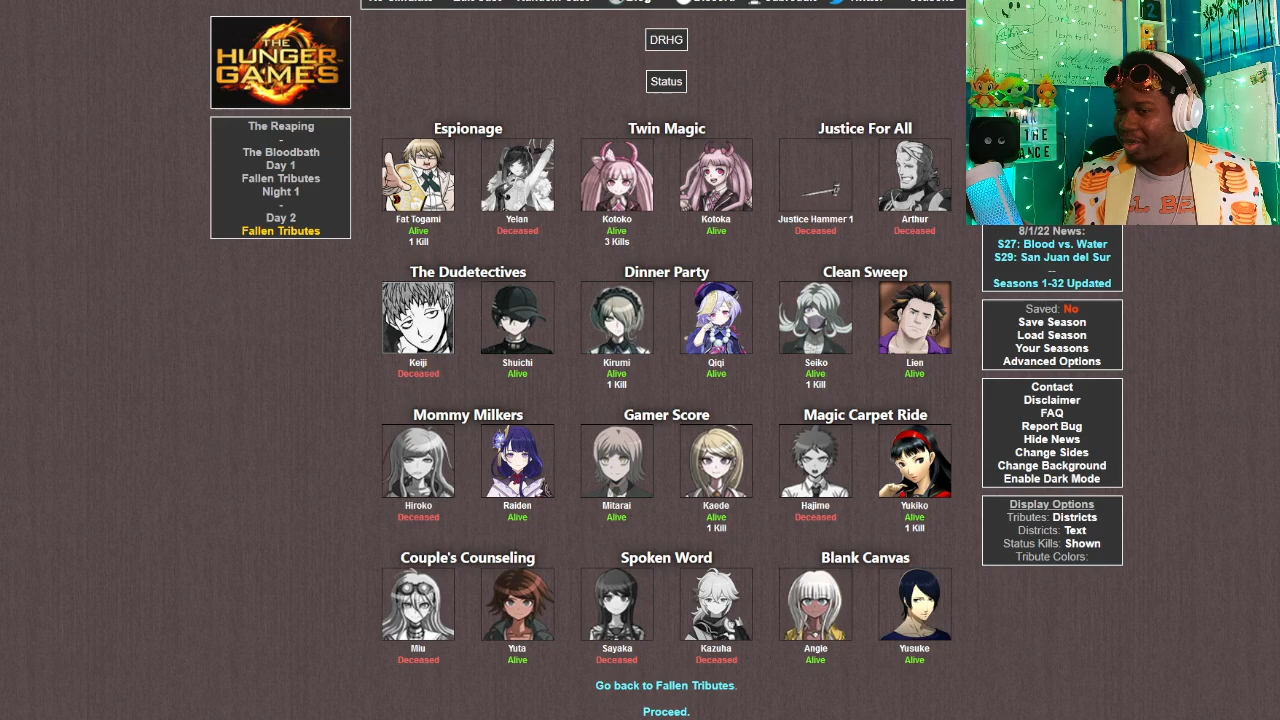 THE
HUNGER
GAMES
The Reaping
-
The Bloodbath
Day 1
Fallen Tributes
Night 1
-
Day 2
Fallen Tributes
DRHG
Status
Espionage
Fat Togami
Alive
1 Kill
Yelan
Deceased
Twin Magic
Kotoko
Alive
3 Kills
Kotoka
Alive
Justice For All
Justice Hammer 1
Deceased
Arthur
Deceased
The Dudetectives
Keiji
Deceased
Shuichi
Alive
Dinner Party
Kirumi
Alive
1 Kill
Qiqi
Alive
Clean Sweep
Seiko
Alive
1 Kill
Lien
Alive
Mommy Milkers
Hiroko
Deceased
Raiden
Alive
Gamer Score
Mitarai
Alive
Kaede
Alive
1 Kill
Magic Carpet Ride
Hajime
Deceased
Yukiko
Alive
1 Kill
Couple's Counseling
Miu
Deceased
Yuta
Alive
Spoken Word
Sayaka
Deceased
Kazuha
Deceased
Blank Canvas
Angie
Alive
Yusuke
Alive
Go back to Fallen Tributes.
Proceed.
8/1/22 News:
S27: Blood vs. Water
S29: San Juan del Sur
--
Seasons 1-32 Updated
Saved: No
Save Season
Load Season
Your Seasons
Advanced Options
Contact
Disclaimer
FAQ
Report Bug
Hide News
Change Sides
Change Background
Enable Dark Mode
Display Options
Tributes: Districts
Districts: Text
Status Kills: Shown
Tribute Colors: